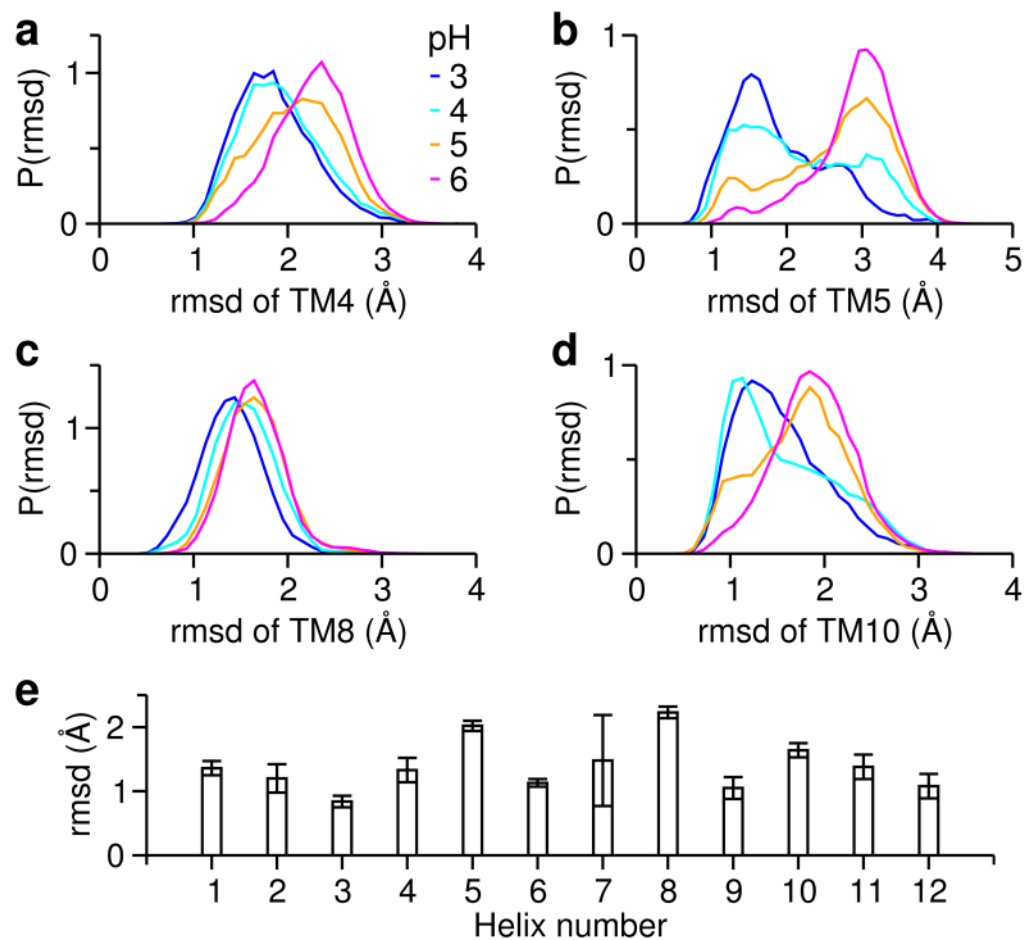 a
pH
3
4
5
6
P(rmsd)
1
0
0 1 2 3 4
rmsd of TM4 (Å)
b
P(rmsd)
1
0
0 1 2 3 4 5
rmsd of TM5 (Å)
c
P(rmsd)
1
0
0 1 2 3 4
rmsd of TM8 (Å)
d
P(rmsd)
1
0
0 1 2 3 4
rmsd of TM10 (Å)
e
rmsd (Å)
2
1
0
1 2 3 4 5 6 7 8 9 10 11 12
Helix number